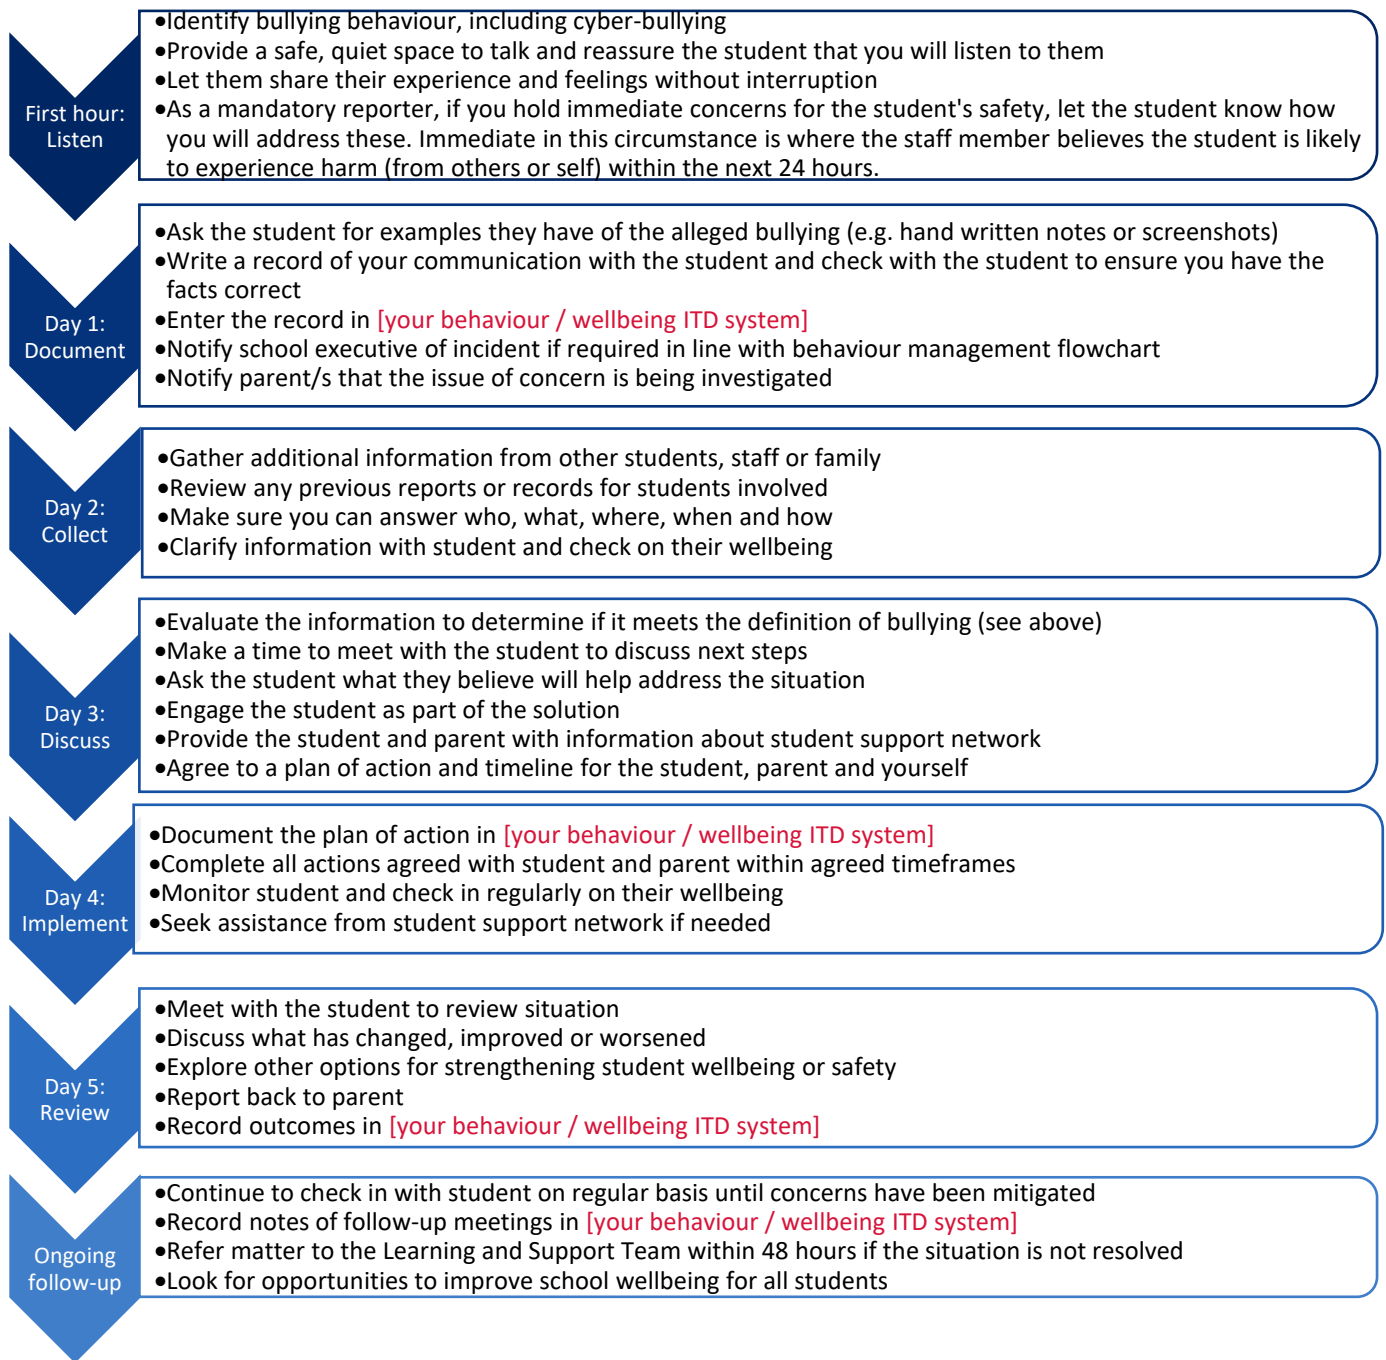 First hour:
Listen
•Identify bullying behaviour, including cyber-bullying
•Provide a safe, quiet space to talk and reassure the student that you will listen to them
•Let them share their experience and feelings without interruption
•As a mandatory reporter, if you hold immediate concerns for the student's safety, let the student know how
you will address these. Immediate in this circumstance is where the staff member believes the student is likely
to experience harm (from others or self) within the next 24 hours.
Day 1:
Document
•Ask the student for examples they have of the alleged bullying (e.g. hand written notes or screenshots)
•Write a record of your communication with the student and check with the student to ensure you have the
facts correct
•Enter the record in [your behaviour / wellbeing ITD system]
•Notify school executive of incident if required in line with behaviour management flowchart
•Notify parent/s that the issue of concern is being investigated
Day 2:
Collect
•Gather additional information from other students, staff or family
•Review any previous reports or records for students involved
•Make sure you can answer who, what, where, when and how
•Clarify information with student and check on their wellbeing
Day 3:
Discuss
•Evaluate the information to determine if it meets the definition of bullying (see above)
•Make a time to meet with the student to discuss next steps
•Ask the student what they believe will help address the situation
•Engage the student as part of the solution
•Provide the student and parent with information about student support network
•Agree to a plan of action and timeline for the student, parent and yourself
Day 4:
Implement
•Document the plan of action in [your behaviour / wellbeing ITD system]
•Complete all actions agreed with student and parent within agreed timeframes
•Monitor student and check in regularly on their wellbeing
•Seek assistance from student support network if needed
Day 5:
Review
•Meet with the student to review situation
•Discuss what has changed, improved or worsened
•Explore other options for strengthening student wellbeing or safety
•Report back to parent
•Record outcomes in [your behaviour / wellbeing ITD system]
Ongoing
follow-up
•Continue to check in with student on regular basis until concerns have been mitigated
•Record notes of follow-up meetings in [your behaviour / wellbeing ITD system]
•Refer matter to the Learning and Support Team within 48 hours if the situation is not resolved
•Look for opportunities to improve school wellbeing for all students